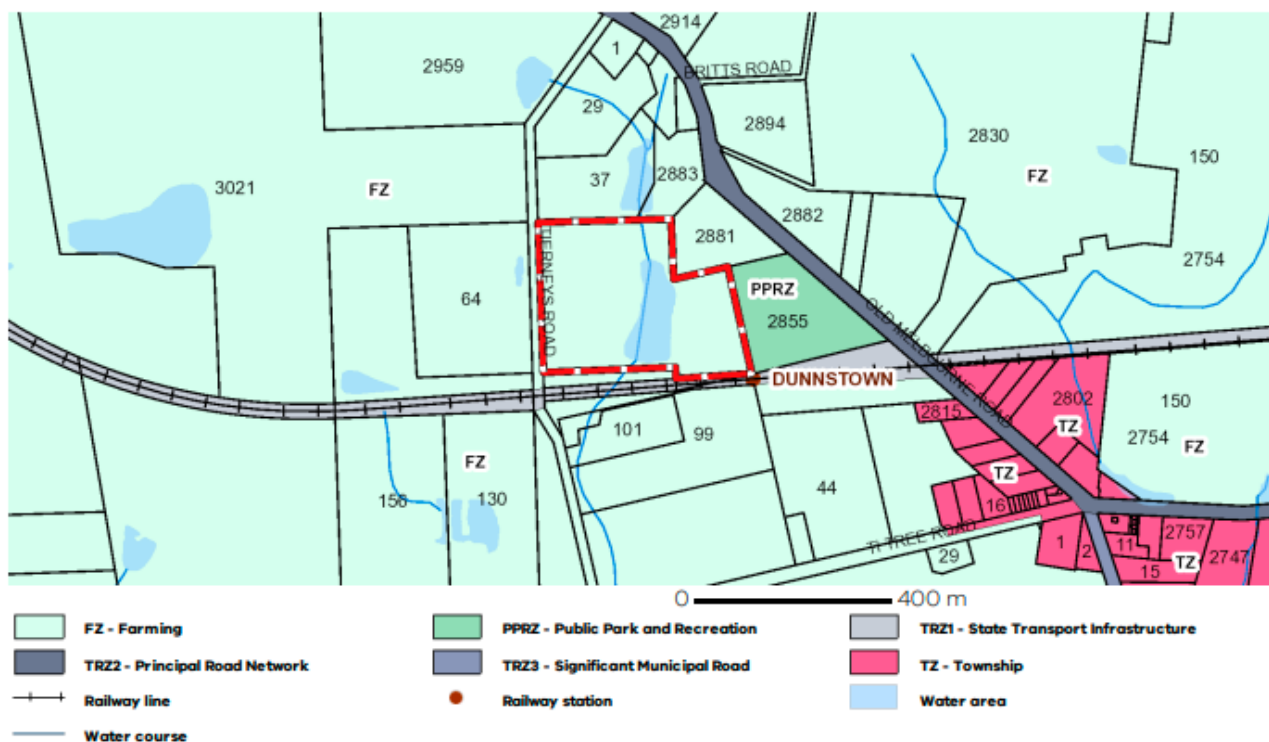 2914
1
BRITTS ROAD
2959
29
2894
2830
150
3021
FZ
37
2883
FZ
2882
2881
2754
64
TIERNEYS ROAD
PPRZ
2855
OLD MELBOURNE ROAD
DUNNSTOWN
2802
150
2815
TZ
2754
101
99
FZ
FZ
156
130
44
TZ
16
TI TREE ROAD
29
1
2
11
2757
15
TZ
2747
0 400 m
FZ - Farming
PPRZ - Public Park and Recreation
TRZ1 - State Transport Infrastructure
TRZ2 - Principal Road Network
TRZ3 - Significant Municipal Road
TZ - Township
Railway line
Railway station
Water area
Water course